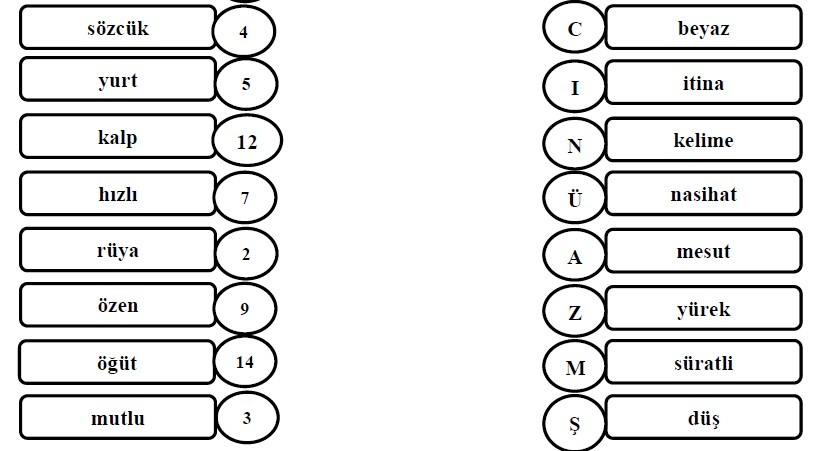 sözcük 4 C beyaz
yurt 5 I itina
kalp 12 N kelime
hızlı 7 Ü nasihat
rüya 2 A mesut
özen 9 Z yürek
öğüt 14 M süratli
mutlu 3 Ş düş